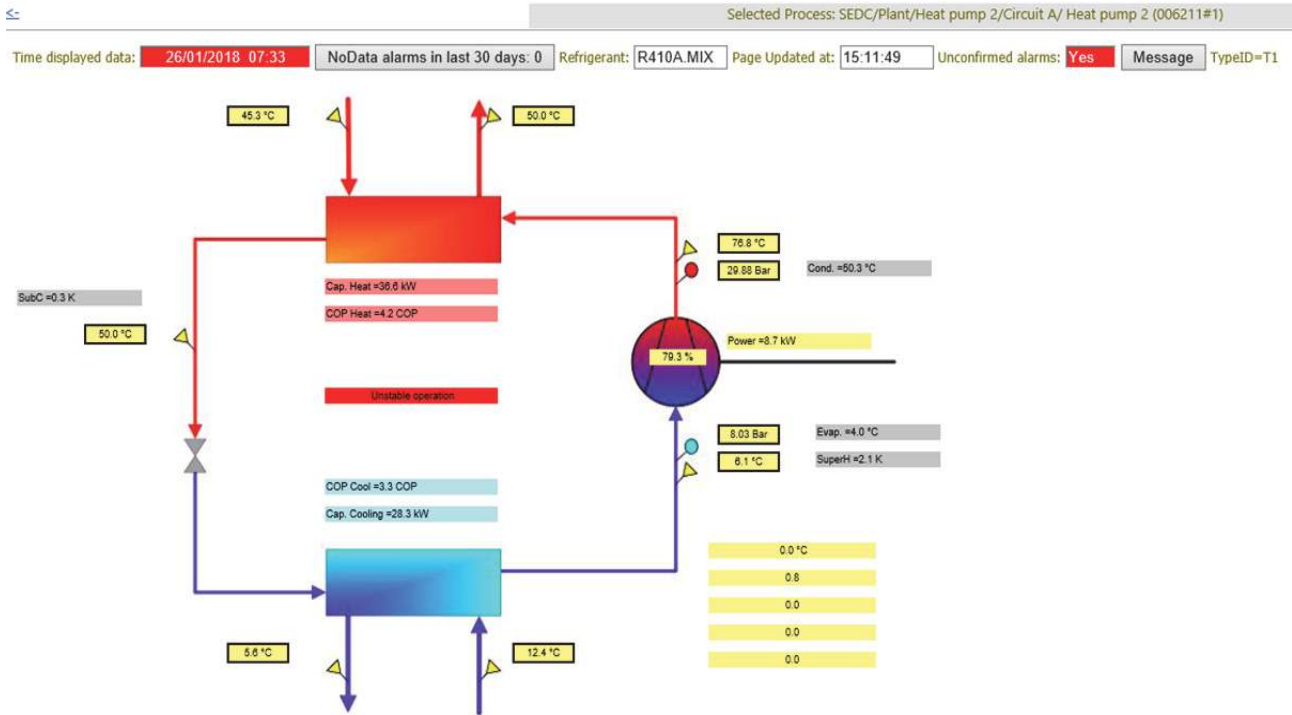 <-
Selected Process: SEDC/Plant/Heat pump 2/Circuit A/ Heat pump 2 (006211#1)
Time displayed data: 26/01/2018 07:33 NoData alarms in last 30 days: 0 Refrigerant: R410A.MIX Page Updated at: 15:11:49 Unconfirmed alarms: Yes Message TypeID=T1
45.3 °C
50.0 °C
76.8 °C
29.88 Bar
Cond. =50.3 °C
Cap. Heat =36.6 kW
COP Heat =4.2 COP
SubC =0.3 K
50.0 °C
Power =8.7 kW
79.3 %
Unstable operation
8.03 Bar
Evap. =4.0 °C
6.1 °C
SuperH =2.1 K
COP Cool =3.3 COP
Cap. Cooling =28.3 kW
0.0 °C
0.8
0.0
0.0
0.0
5.6 °C
12.4 °C